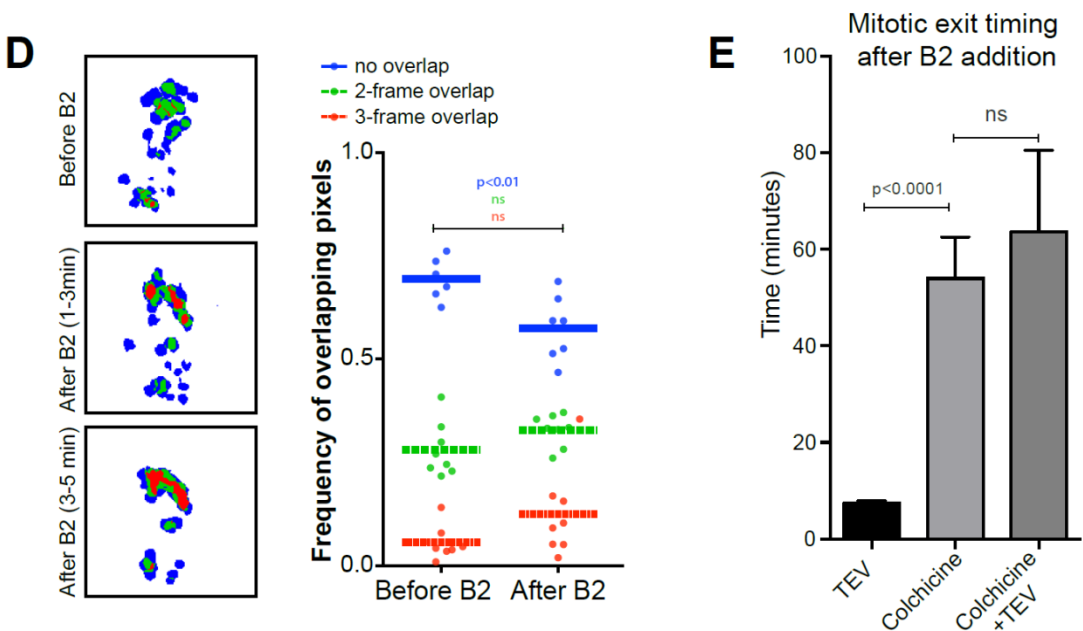 D
Before B2
After B2 (1-3min)
After B2 (3-5 min)
no overlap
2-frame overlap
3-frame overlap
Frequency of overlapping pixels
1.0
0.5
0.0
p<0.01
ns
ns
Before B2
After B2
E
Mitotic exit timing
after B2 addition
Time (minutes)
100
80
60
40
20
0
p<0.0001
ns
TEV
Colchicine
Colchicine
+TEV